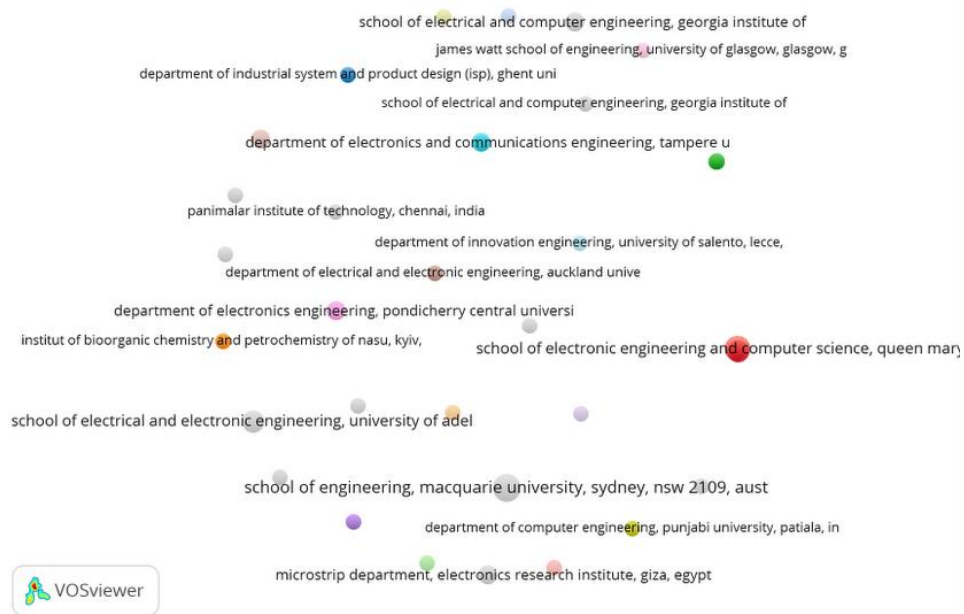 school of electrical and computer engineering, georgia institute of
james watt school of engineering, university of glasgow, glasgow, g
department of industrial system and product design (isp), ghent uni
school of electrical and computer engineering, georgia institute of
department of electronics and communications engineering, tampere u
panimalar institute of technology, chennai, india
department of innovation engineering, university of salento, lecce,
department of electrical and electronic engineering, auckland unive
department of electronics engineering, pondicherry central universi
institut of bioorganic chemistry and petrochemistry of nasu, kyiv,
school of electronic engineering and computer science, queen mary
school of electrical and electronic engineering, university of adel
school of engineering, macquarie university, sydney, nsw 2109, aust
department of computer engineering, punjabi university, patiala, in
microstrip department, electronics research institute, giza, egypt
VOSviewer